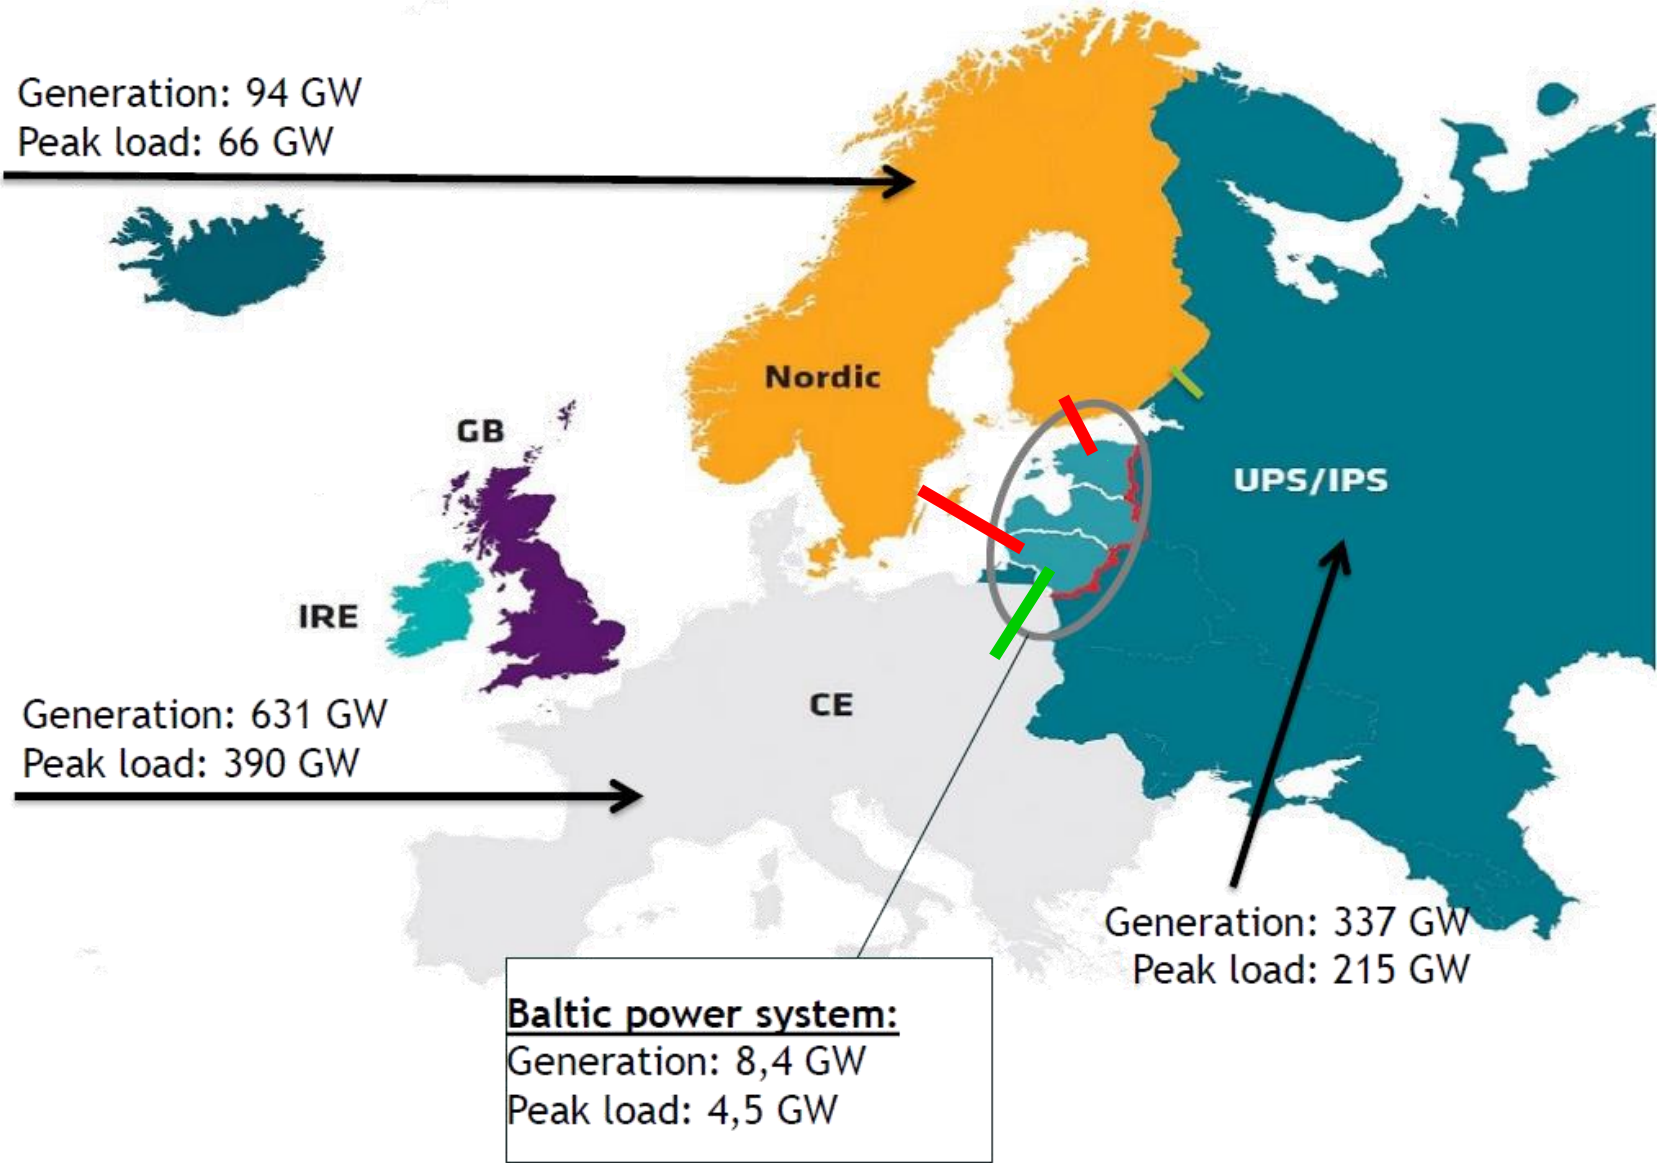 Generation: 94 GW
Peak load: 66 GW
Nordic
GB
UPS/IPS
IRE
CE
Generation: 631 GW
Peak load: 390 GW
Generation: 337 GW
Peak load: 215 GW
Baltic power system:
Generation: 8,4 GW
Peak load: 4,5 GW